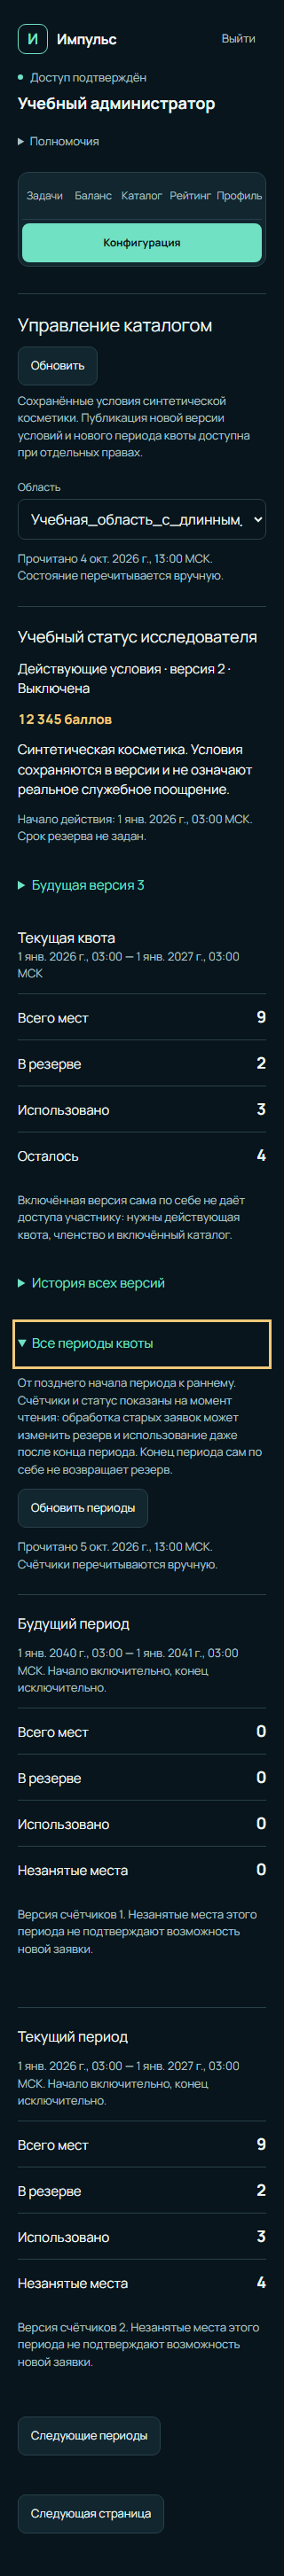 И Импульс Выйти
Доступ подтверждён
Учебный администратор
Полномочия
Задачи Баланс Каталог Рейтинг Профиль
Конфигурация
Управление каталогом
Обновить
Сохранённые условия синтетической
косметики. Публикация новой версии
условий и нового периода квоты доступна
при отдельных правах.
Область
Учебная_область_с_длинным_
Прочитано 4 окт. 2026 г., 13:00 МСК.
Состояние перечитывается вручную.
Учебный статус исследователя
Действующие условия · версия 2 ·
Выключена
12 345 баллов
Синтетическая косметика. Условия
сохраняются в версии и не означают
реальное служебное поощрение.
Начало действия: 1 янв. 2026 г., 03:00 МСК.
Срок резерва не задан.
Будущая версия 3
Текущая квота
1 янв. 2026 г., 03:00 — 1 янв. 2027 г., 03:00
МСК
Всего мест 9
В резерве 2
Использовано 3
Осталось 4
Включённая версия сама по себе не даёт
доступа участнику: нужны действующая
квота, членство и включённый каталог.
История всех версий
Все периоды квоты
От позднего начала периода к раннему.
Счётчики и статус показаны на момент
чтения: обработка старых заявок может
изменить резерв и использование даже
после конца периода. Конец периода сам по
себе не возвращает резерв.
Обновить периоды
Прочитано 5 окт. 2026 г., 13:00 МСК.
Счётчики перечитываются вручную.
Будущий период
1 янв. 2040 г., 03:00 — 1 янв. 2041 г., 03:00
МСК. Начало включительно, конец
исключительно.
Всего мест 0
В резерве 0
Использовано 0
Незанятые места 0
Версия счётчиков 1. Незанятые места этого
периода не подтверждают возможность
новой заявки.
Текущий период
1 янв. 2026 г., 03:00 — 1 янв. 2027 г., 03:00
МСК. Начало включительно, конец
исключительно.
Всего мест 9
В резерве 2
Использовано 3
Незанятые места 4
Версия счётчиков 2. Незанятые места этого
периода не подтверждают возможность
новой заявки.
Следующие периоды
Следующая страница